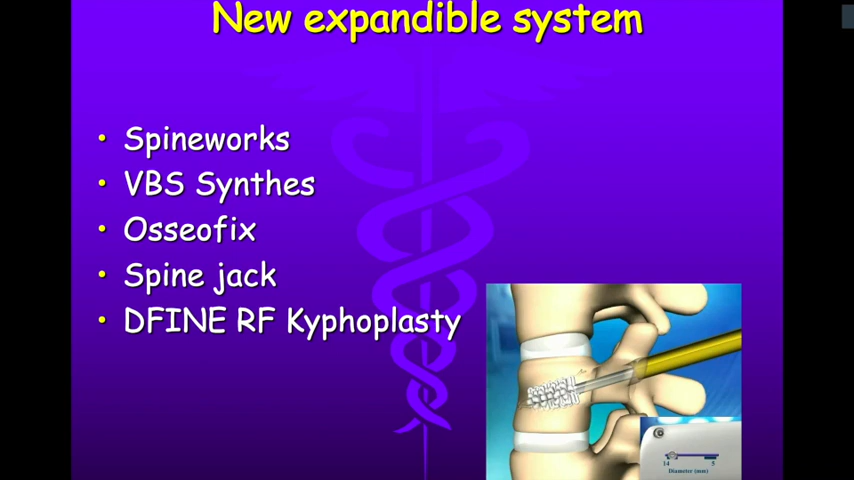 New expandible system
• Spineworks
• VBS Synthes
• Osseofix
• Spine jack
• DFINE RF Kyphoplasty
14 5
Diameter (mm)